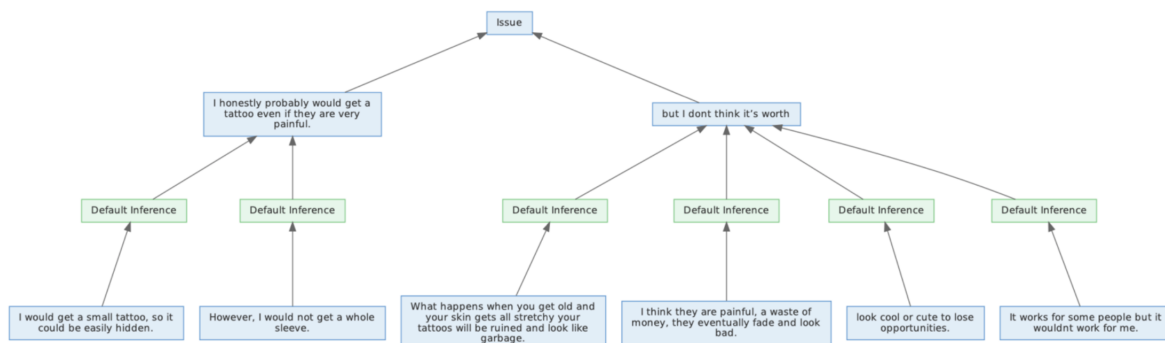 Issue
I honestly probably would get a
tattoo even if they are very
painful.
but I dont think it's worth
Default Inference
Default Inference
Default Inference
Default Inference
Default Inference
Default Inference
I would get a small tattoo, so it
could be easily hidden.
However, I would not get a whole
sleeve.
What happens when you get old and
your skin gets all stretchy your
tattoos will be ruined and look like
garbage.
I think they are painful, a waste of
money, they eventually fade and look
bad.
look cool or cute to lose
opportunities.
It works for some people but it
wouldnt work for me.